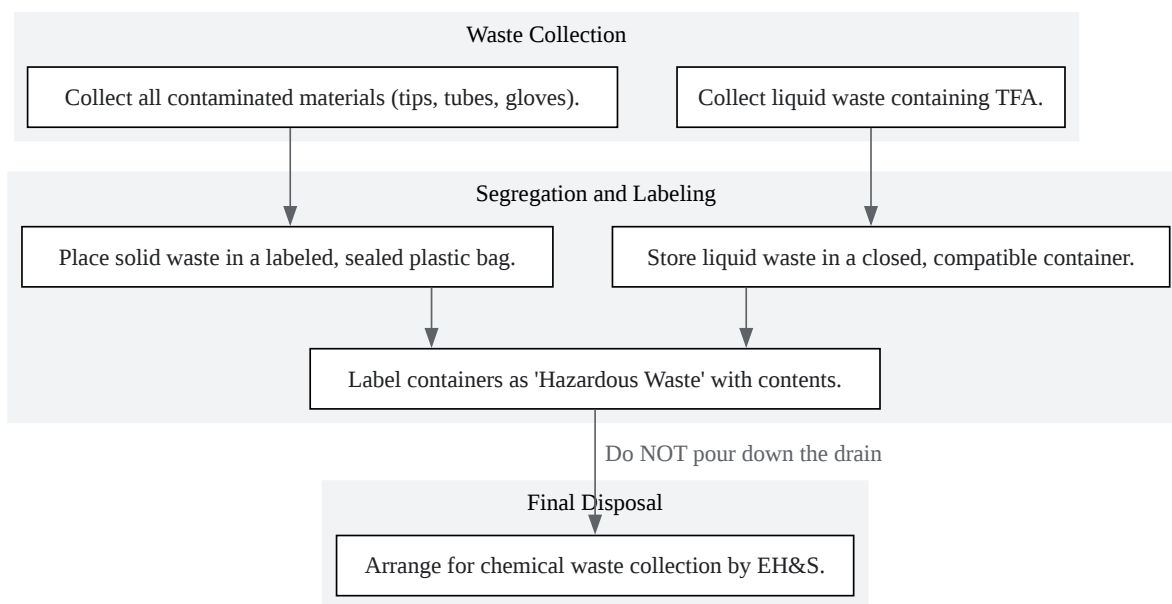 Waste Collection
Collect all contaminated materials (tips, tubes, gloves).
Collect liquid waste containing TFA.
Segregation and Labeling
Place solid waste in a labeled, sealed plastic bag.
Store liquid waste in a closed, compatible container.
Label containers as 'Hazardous Waste' with contents.
Do NOT pour down the drain
Final Disposal
Arrange for chemical waste collection by EH&S.